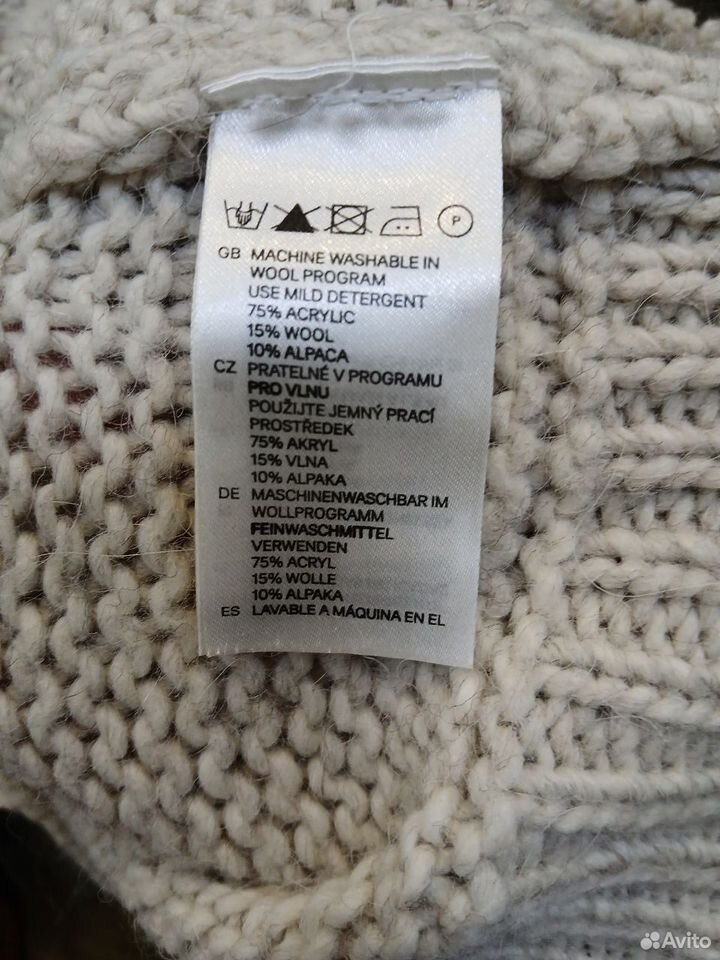 P
GB MACHINE WASHABLE IN
WOOL PROGRAM
USE MILD DETERGENT
75% ACRYLIC
15% WOOL
10% ALPACA
CZ PRATELNÉ V PROGRAMU
PRO VLNU
POUŽIJTE JEMNÝ PRACÍ
PROSTŘEDEK
75% AKRYL
15% VLNA
10% ALPAKA
DE MASCHINENWASCHBAR IM
WOLLPROGRAMM
FEINWASCHMITTEL
VERWENDEN
75% ACRYL
15% WOLLE
10% ALPAKA
ES LAVABLE A MÁQUINA EN EL
Avito